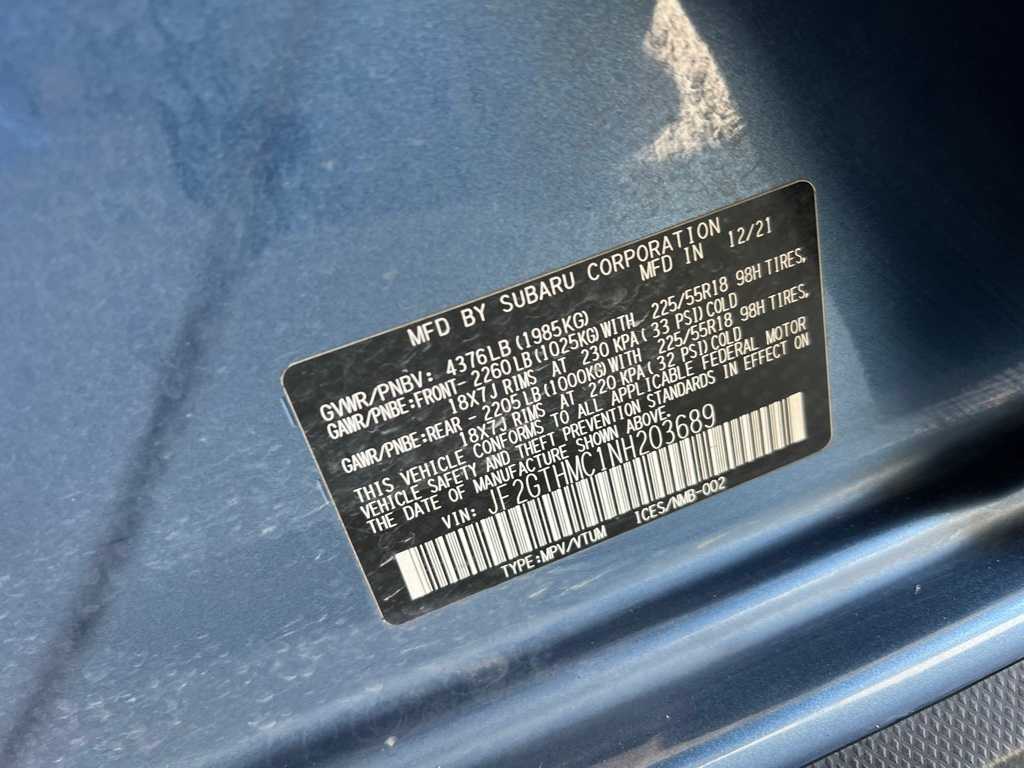 MFD BY SUBARU CORPORATION
MFD IN 12/21
GVWR/PNBV: 4376LB(1985KG)
GAWR/PNBE:FRONT- 2260LB(1025KG)WITH 225/55R18 98H TIRES,
18X7J RIMS AT 230 KPA( 33 PSI)COLD
GAWR/PNBE:REAR - 2205LB(1000KG)WITH 225/55R18 98H TIRES,
18X7J RIMS AT 220 KPA( 32 PSI)COLD
THIS VEHICLE CONFORMS TO ALL APPLICABLE FEDERAL MOTOR
VEHICLE SAFETY AND THEFT PREVENTION STANDARDS IN EFFECT ON
THE DATE OF MANUFACTURE SHOWN ABOVE.
VIN: JF2GTHMC1NH203689
TYPE:MPV/VTUM ICES/NMB-002